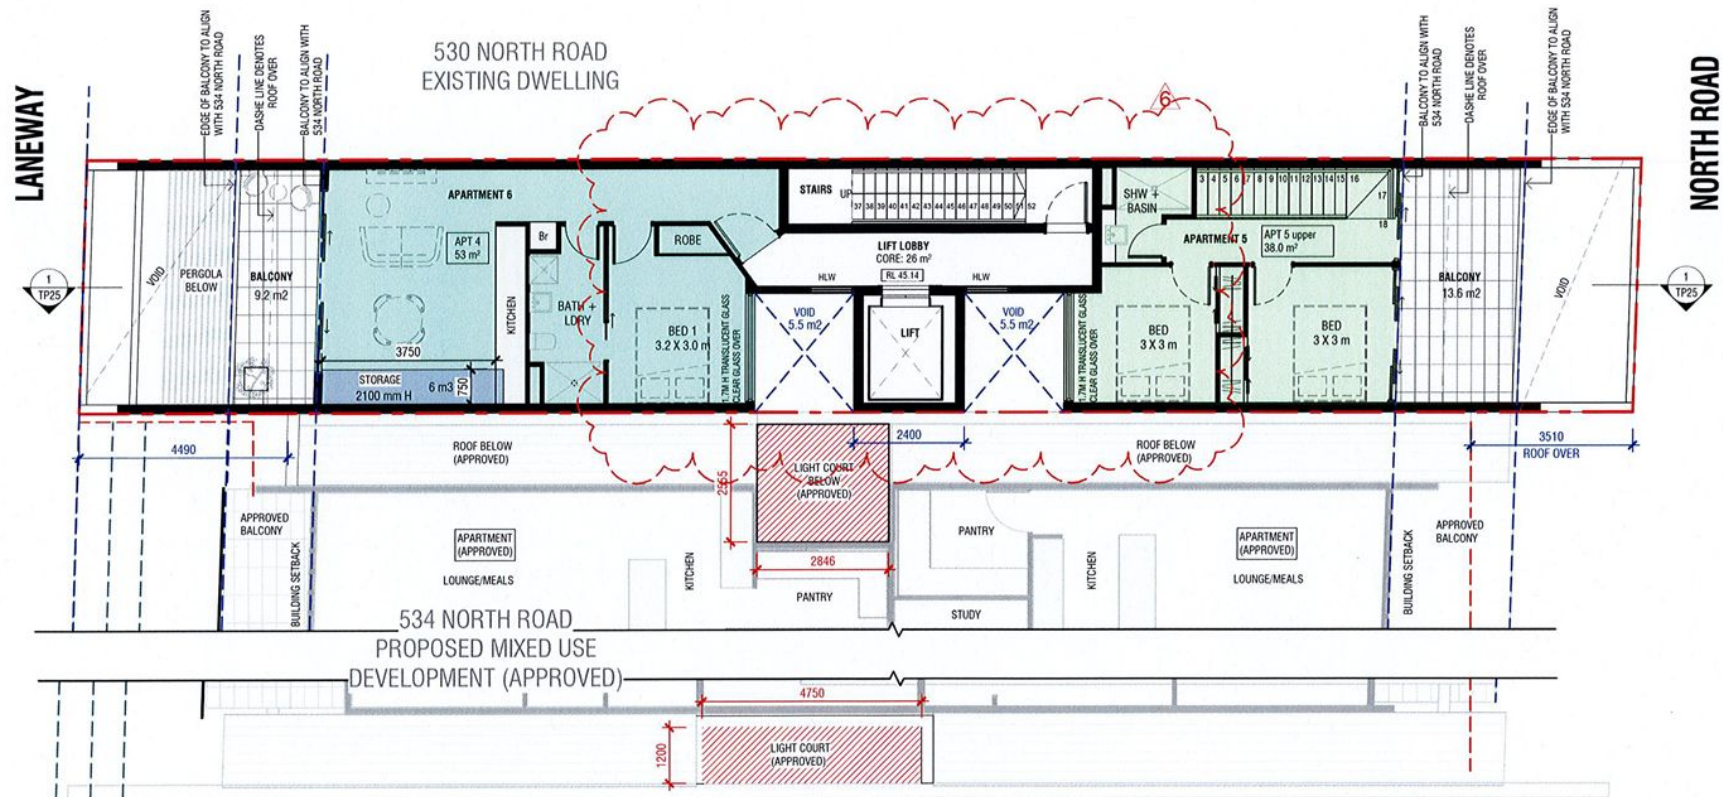 LANEWAY
EDGE OF BALCONY TO ALIGN
WITH 534 NORTH ROAD
DASHE LINE DENOTES
ROOF OVER
BALCONY TO ALIGN WITH
534 NORTH ROAD
530 NORTH ROAD
EXISTING DWELLING
6
BALCONY TO ALIGN WITH
534 NORTH ROAD
DASHE LINE DENOTES
ROOF OVER
EDGE OF BALCONY TO ALIGN
WITH 534 NORTH ROAD
NORTH ROAD
1
TP25
VOID
PERGOLA
BELOW
BALCONY
9.2 m2
APARTMENT 6
APT 4
53 m²
KITCHEN
3750
STORAGE
2100 mm H
6 m3
750
Br
BATH +
LDRY
ROBE
BED 1
3.2 X 3.0 m
1.7M H TRANSLUCENT GLASS
CLEAR GLASS OVER
STAIRS
UP
37 38 39 40 41 42 43 44 45 46 47 48 49 50 51 52
LIFT LOBBY
CORE: 26 m²
RL 45.14
HLW
HLW
VOID
5.5 m2
LIFT
VOID
5.5 m2
1.7M H TRANSLUCENT GLASS
CLEAR GLASS OVER
SHW +
BASIN
3 4 5 6 7 8 9 10 11 12 13 14 15 16
17
18
APARTMENT 5
APT 5 upper
38.0 m²
BED
3 X 3 m
BED
3 X 3 m
BALCONY
13.6 m2
VOID
1
TP25
4490
ROOF BELOW
(APPROVED)
2555
LIGHT COURT
BELOW
(APPROVED)
2400
ROOF BELOW
(APPROVED)
3510
ROOF OVER
APPROVED
BALCONY
BUILDING SETBACK
APARTMENT
(APPROVED)
LOUNGE/MEALS
KITCHEN
2846
PANTRY
PANTRY
STUDY
KITCHEN
APARTMENT
(APPROVED)
LOUNGE/MEALS
BUILDING SETBACK
APPROVED
BALCONY
534 NORTH ROAD
PROPOSED MIXED USE
DEVELOPMENT (APPROVED)
4750
1200
LIGHT COURT
(APPROVED)